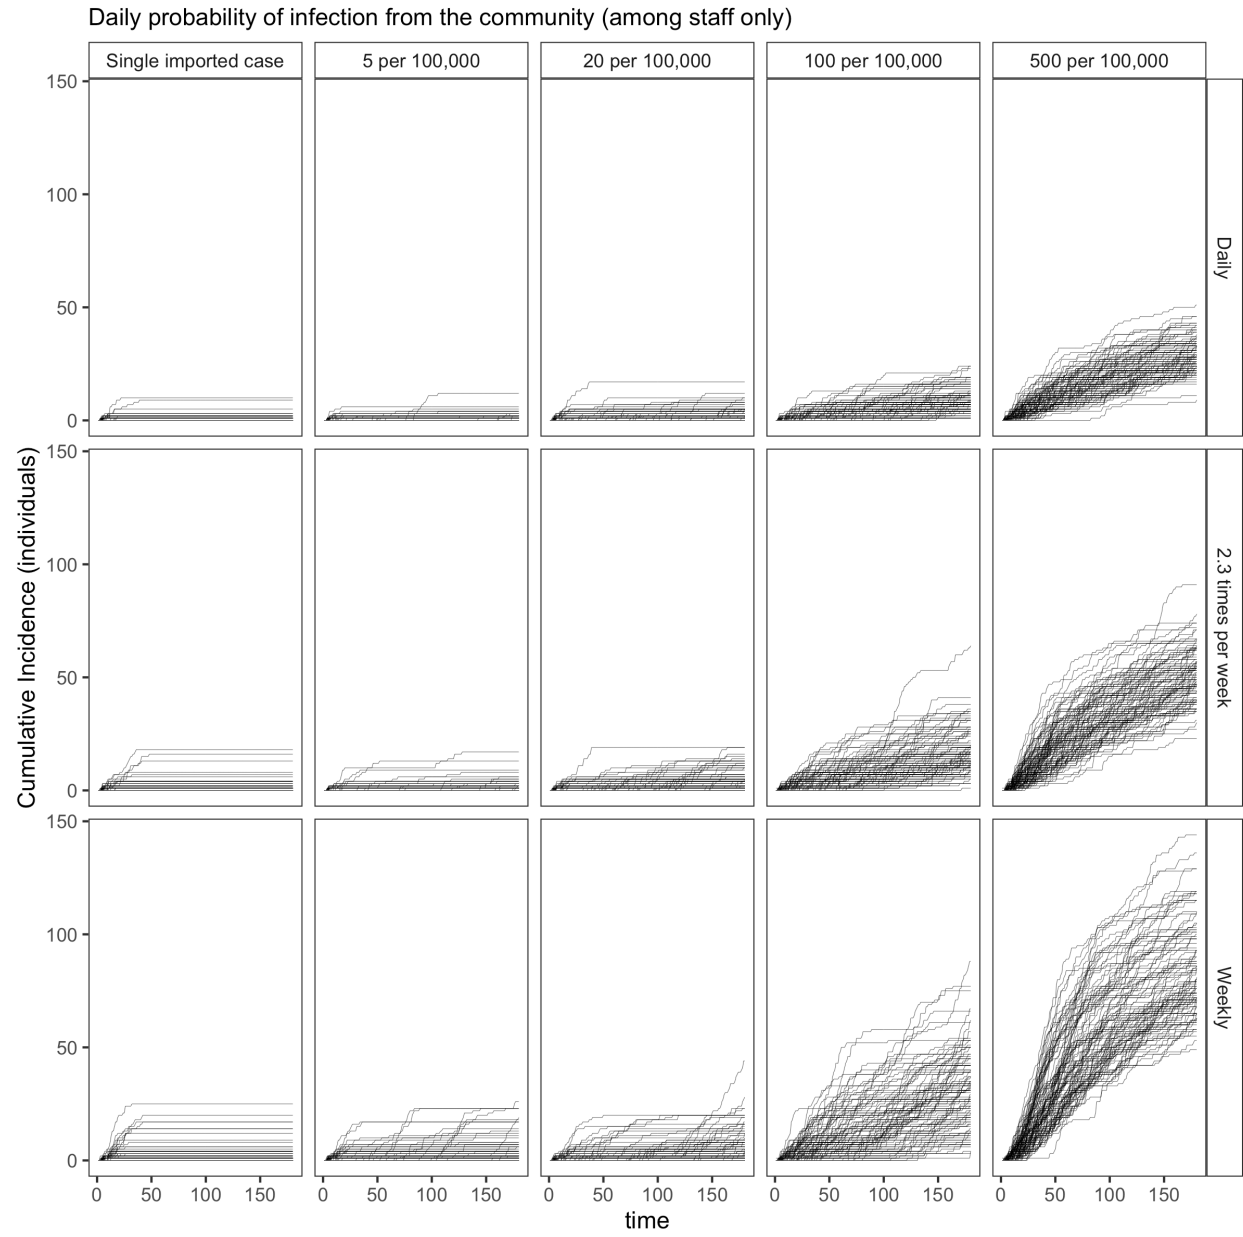 Daily probability of infection from the community (among staff only)
Single imported case
5 per 100,000
20 per 100,000
100 per 100,000
500 per 100,000
150
100
50
0
Daily
150
100
50
0
2.3 times per week
150
100
50
0
Weekly
Cumulative Incidence (individuals)
0 50 100 150
0 50 100 150
0 50 100 150
0 50 100 150
0 50 100 150
time